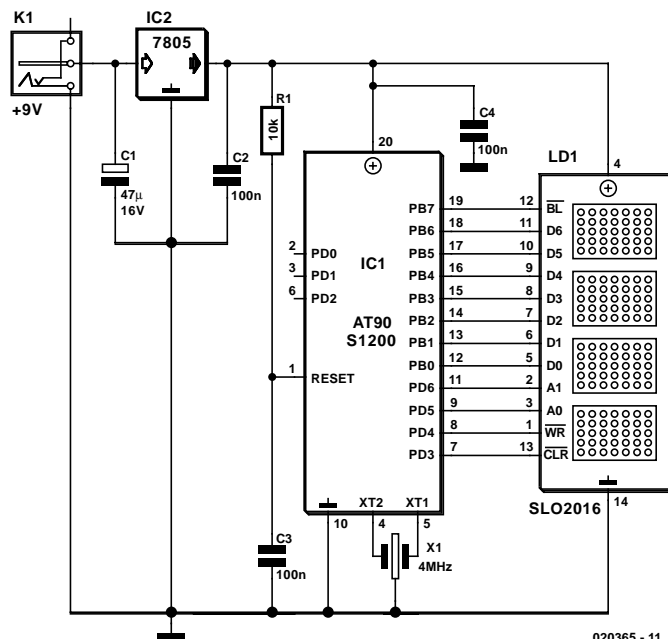 K1
+9V
IC2
7805
C1
47µ
16V
C2
100n
R1
10k
C4
100n
20
IC1
AT90
S1200
2 PD0
3 PD1
6 PD2
1 RESET
PB7 19
PB6 18
PB5 17
PB4 16
PB3 15
PB2 14
PB1 13
PB0 12
PD6 11
PD5 9
PD4 8
PD3 7
XT2 XT1
10 4 5
X1
4MHz
C3
100n
LD1
4
12 BL
11 D6
10 D5
9 D4
8 D3
7 D2
6 D1
5 D0
2 A1
3 A0
1 WR
13 CLR
SLO2016
14
020365 - 11